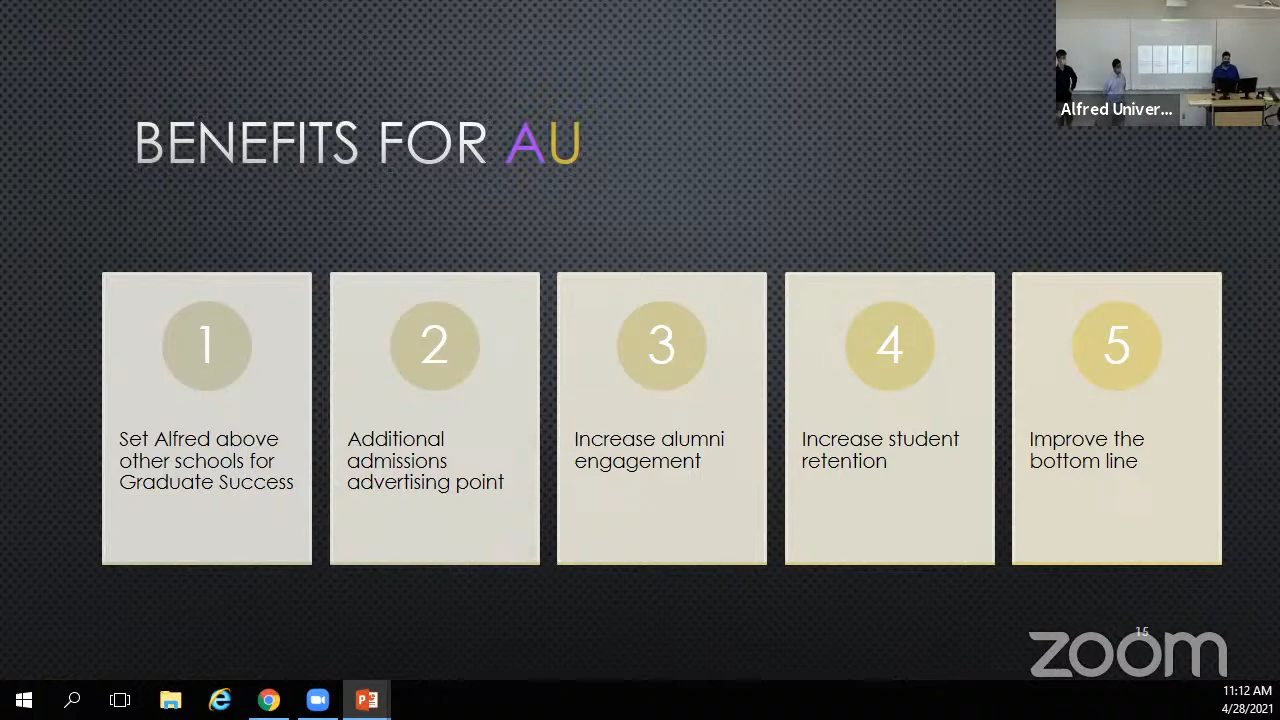 Alfred Univer...
BENEFITS FOR AU
1
Set Alfred above
other schools for
Graduate Success
2
Additional
admissions
advertising point
3
Increase alumni
engagement
4
Increase student
retention
5
Improve the
bottom line
15
zoom
11:12 AM
4/28/2021